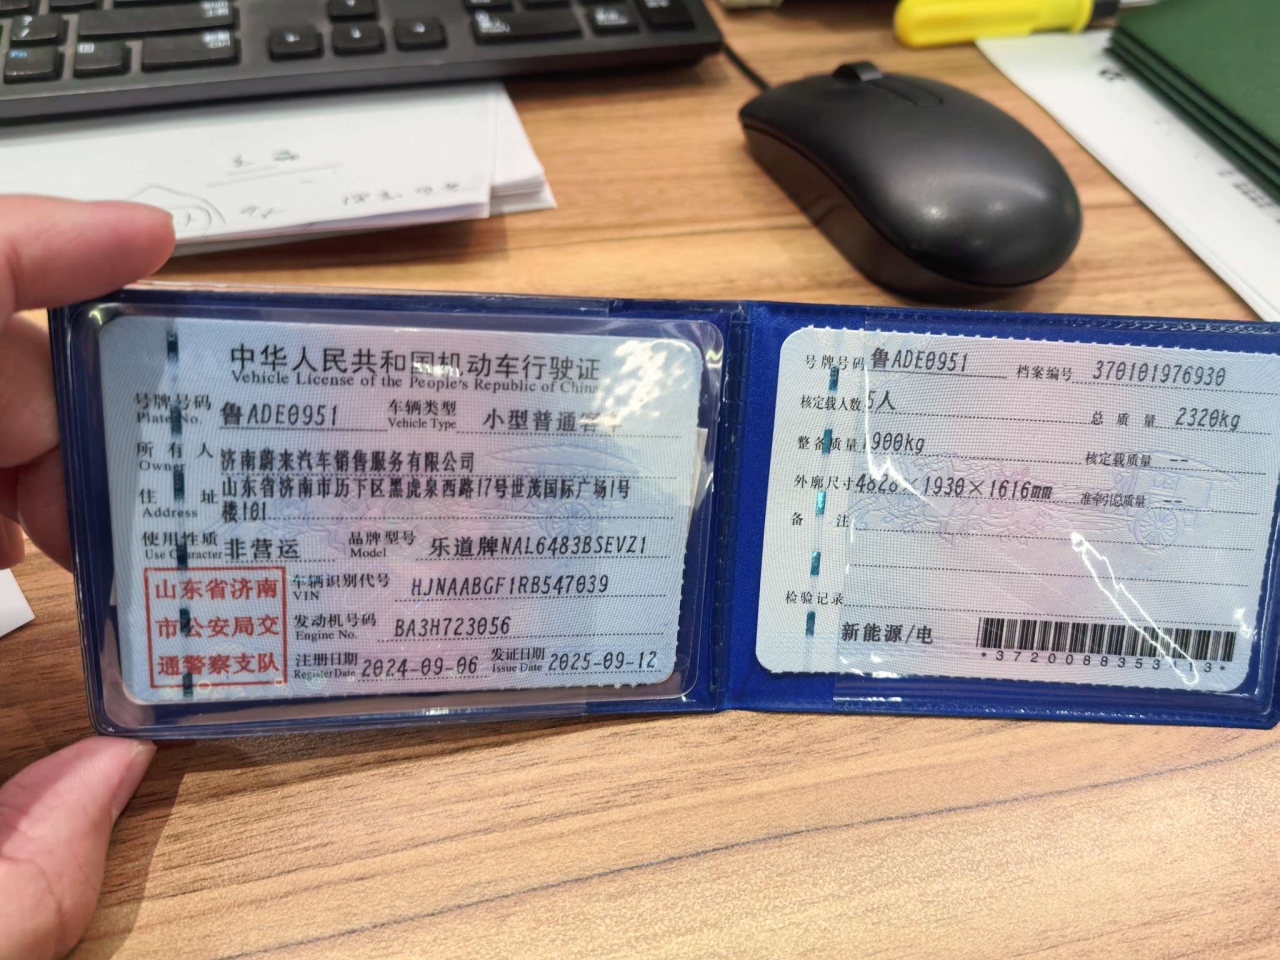 中华人民共和国机动车行驶证
Vehicle License of the People's Republic of China
号牌号码 鲁ADE0951 车辆类型 小型普通客车
Plate No. Vehicle Type
所有人 济南蔚来汽车销售服务有限公司
Owner
住址 山东省济南市历下区黑虎泉西路17号世茂国际广场1号
Address 楼101
使用性质 非营运 品牌型号 乐道牌NAL6483BSEVZ1
Use Character Model
山东省济南
市公安局交
通警察支队
车辆识别代号 HJNAABGF1RB547039
VIN
发动机号码 BA3H723056
Engine No.
注册日期 2024-09-06 发证日期 2025-09-12
Register Date Issue Date
号牌号码 鲁ADE0951 档案编号 370101976930
核定载人数 5人 总质量 2320kg
整备质量 900kg 核定载质量 --
外廓尺寸 4828×1930×1616mm 准牵引总质量 --
备注
检验记录
新能源/电